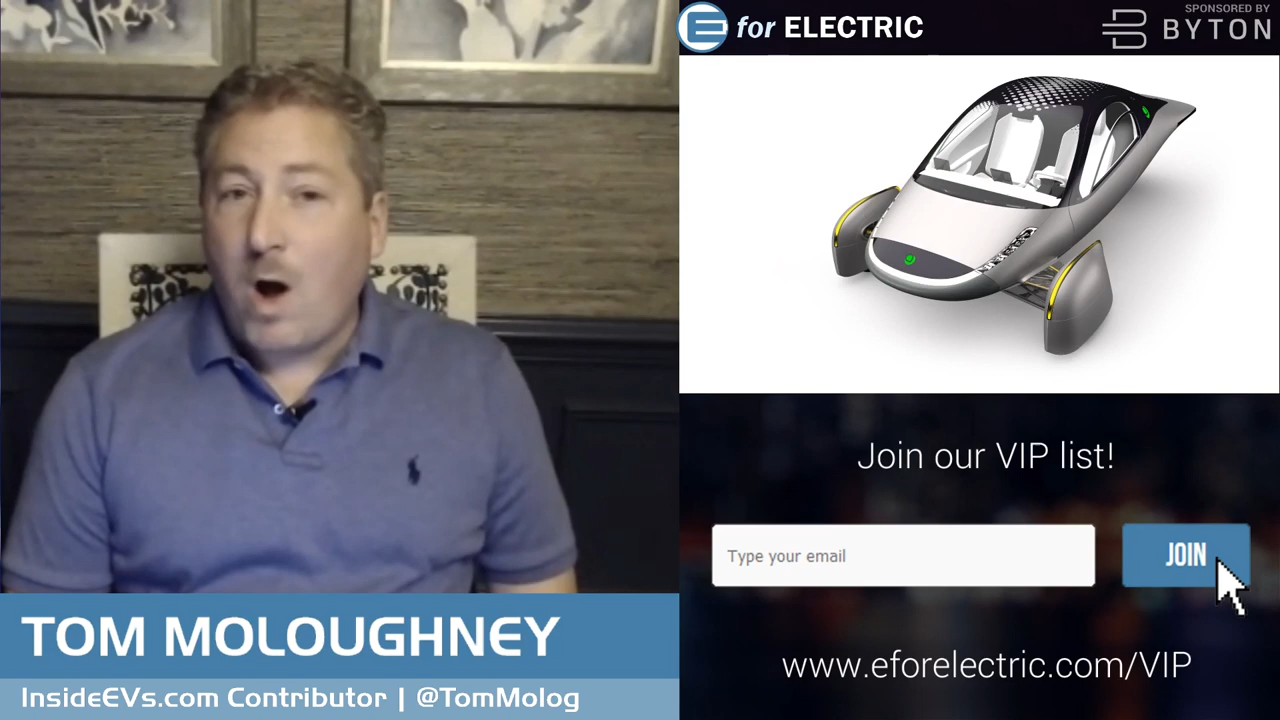 E for ELECTRIC
SPONSORED BY
BYTON
Join our VIP list!
Type your email
JOIN
www.eforelectric.com/VIP
TOM MOLOUGHNEY
InsideEVs.com Contributor | @TomMolog